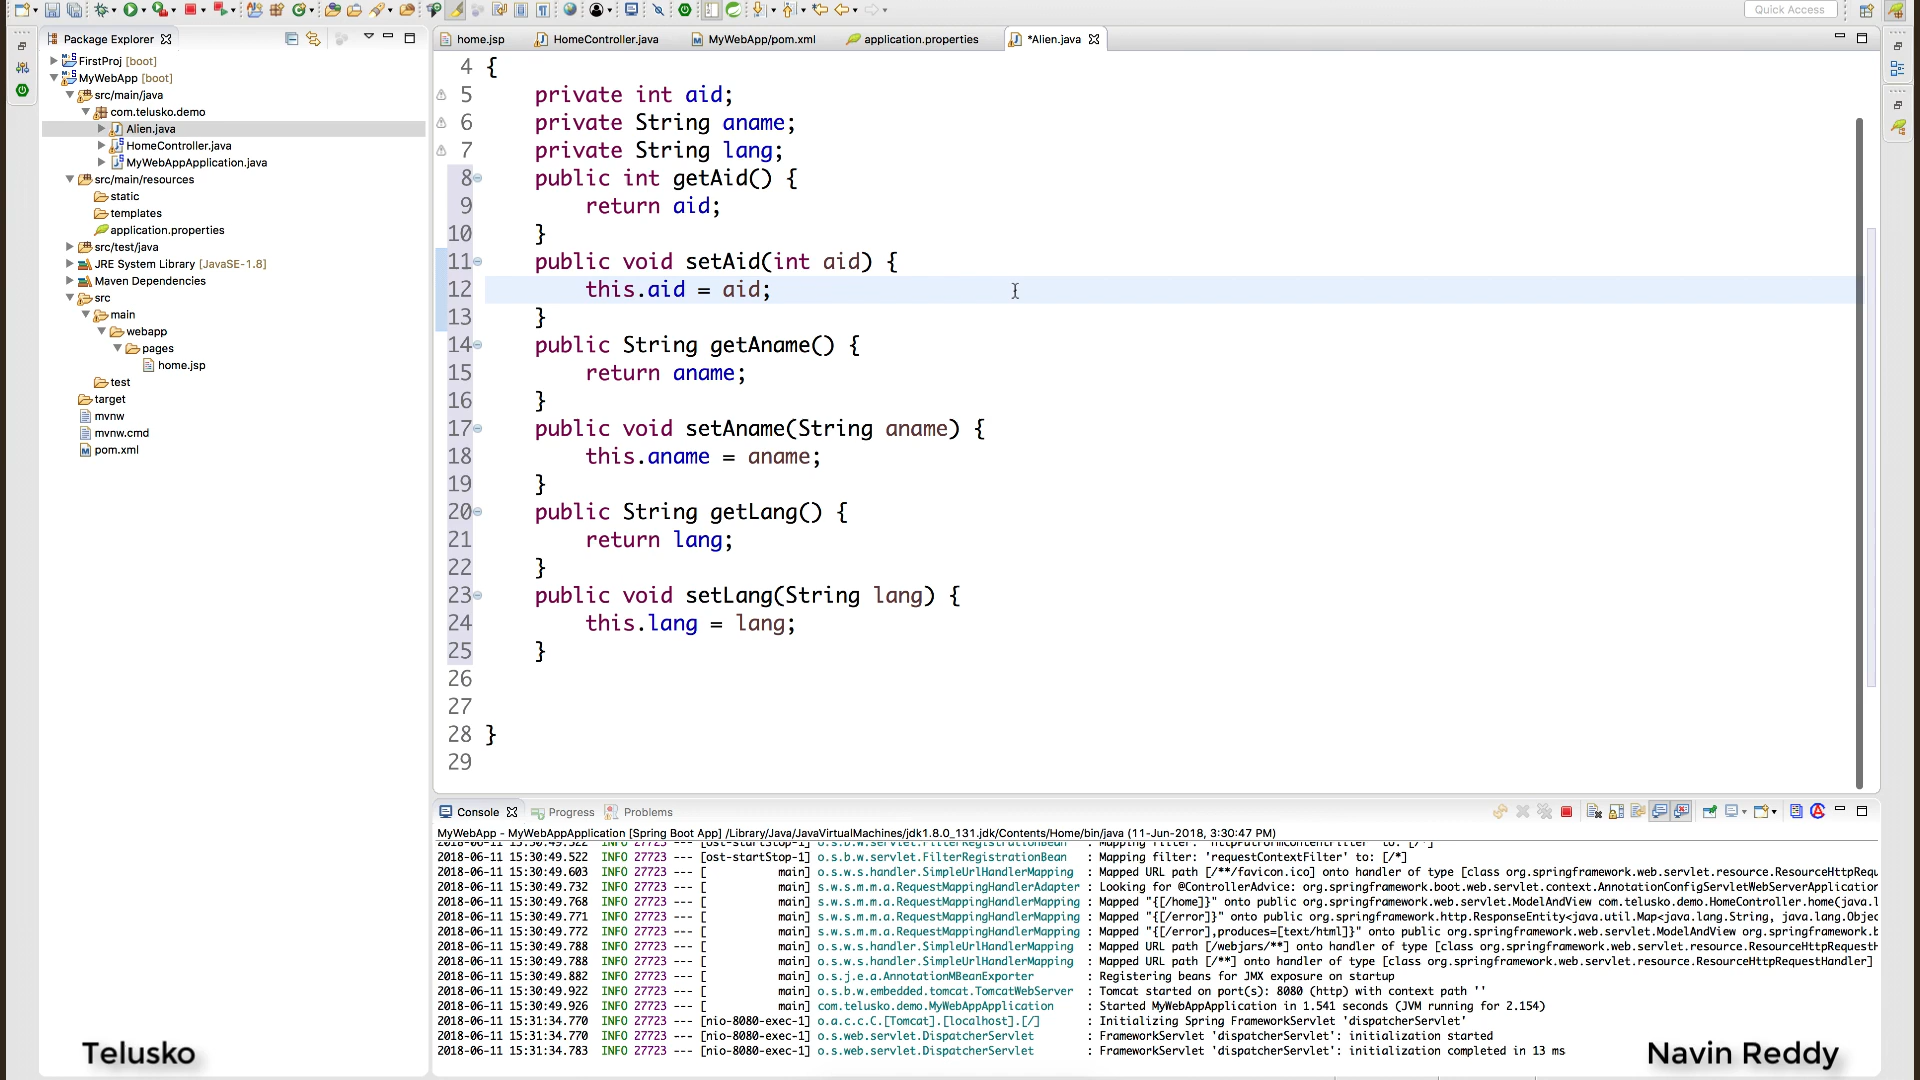 Quick Access
Package Explorer
FirstProj [boot]
MyWebApp [boot]
src/main/java
com.telusko.demo
Alien.java
HomeController.java
MyWebAppApplication.java
src/main/resources
static
templates
application.properties
src/test/java
JRE System Library [JavaSE-1.8]
Maven Dependencies
src
main
webapp
pages
home.jsp
test
target
mvnw
mvnw.cmd
pom.xml
home.jsp
HomeController.java
MyWebApp/pom.xml
application.properties
*Alien.java
4 {
5 private int aid;
6 private String aname;
7 private String lang;
8 public int getAid() {
9 return aid;
10 }
11 public void setAid(int aid) {
12 this.aid = aid;
13 }
14 public String getAname() {
15 return aname;
16 }
17 public void setAname(String aname) {
18 this.aname = aname;
19 }
20 public String getLang() {
21 return lang;
22 }
23 public void setLang(String lang) {
24 this.lang = lang;
25 }
26
27
28 }
29
Console
Progress
Problems
MyWebApp - MyWebAppApplication [Spring Boot App] /Library/Java/JavaVirtualMachines/jdk1.8.0_131.jdk/Contents/Home/bin/java (11-Jun-2018, 3:30:47 PM)
2018-06-11 15:30:49.522 INFO 27723 --- [ost-startStop-1] o.s.b.w.servlet.FilterRegistrationBean : Mapping filter: 'httpPutFormContentFilter' to: [/*]
2018-06-11 15:30:49.522 INFO 27723 --- [ost-startStop-1] o.s.b.w.servlet.FilterRegistrationBean : Mapping filter: 'requestContextFilter' to: [/*]
2018-06-11 15:30:49.603 INFO 27723 --- [ main] o.s.w.s.handler.SimpleUrlHandlerMapping : Mapped URL path [/**/favicon.ico] onto handler of type [class org.springframework.web.servlet.resource.ResourceHttpRequ
2018-06-11 15:30:49.732 INFO 27723 --- [ main] s.w.s.m.m.a.RequestMappingHandlerAdapter : Looking for @ControllerAdvice: org.springframework.boot.web.servlet.context.AnnotationConfigServletWebServerApplication
2018-06-11 15:30:49.768 INFO 27723 --- [ main] s.w.s.m.m.a.RequestMappingHandlerMapping : Mapped "{[/home]}" onto public org.springframework.web.servlet.ModelAndView com.telusko.demo.HomeController.home(java.l
2018-06-11 15:30:49.771 INFO 27723 --- [ main] s.w.s.m.m.a.RequestMappingHandlerMapping : Mapped "{[/error]}" onto public org.springframework.http.ResponseEntity<java.util.Map<java.lang.String, java.lang.Objec
2018-06-11 15:30:49.772 INFO 27723 --- [ main] s.w.s.m.m.a.RequestMappingHandlerMapping : Mapped "{[/error],produces=[text/html]}" onto public org.springframework.web.servlet.ModelAndView org.springframework.b
2018-06-11 15:30:49.788 INFO 27723 --- [ main] o.s.w.s.handler.SimpleUrlHandlerMapping : Mapped URL path [/webjars/**] onto handler of type [class org.springframework.web.servlet.resource.ResourceHttpRequestH
2018-06-11 15:30:49.788 INFO 27723 --- [ main] o.s.w.s.handler.SimpleUrlHandlerMapping : Mapped URL path [/**] onto handler of type [class org.springframework.web.servlet.resource.ResourceHttpRequestHandler]
2018-06-11 15:30:49.882 INFO 27723 --- [ main] o.s.j.e.a.AnnotationMBeanExporter : Registering beans for JMX exposure on startup
2018-06-11 15:30:49.922 INFO 27723 --- [ main] o.s.b.w.embedded.tomcat.TomcatWebServer : Tomcat started on port(s): 8080 (http) with context path ''
2018-06-11 15:30:49.926 INFO 27723 --- [ main] com.telusko.demo.MyWebAppApplication : Started MyWebAppApplication in 1.541 seconds (JVM running for 2.154)
2018-06-11 15:31:34.770 INFO 27723 --- [nio-8080-exec-1] o.a.c.c.C.[Tomcat].[localhost].[/] : Initializing Spring FrameworkServlet 'dispatcherServlet'
2018-06-11 15:31:34.770 INFO 27723 --- [nio-8080-exec-1] o.s.web.servlet.DispatcherServlet : FrameworkServlet 'dispatcherServlet': initialization started
2018-06-11 15:31:34.783 INFO 27723 --- [nio-8080-exec-1] o.s.web.servlet.DispatcherServlet : FrameworkServlet 'dispatcherServlet': initialization completed in 13 ms
Telusko
Navin Reddy